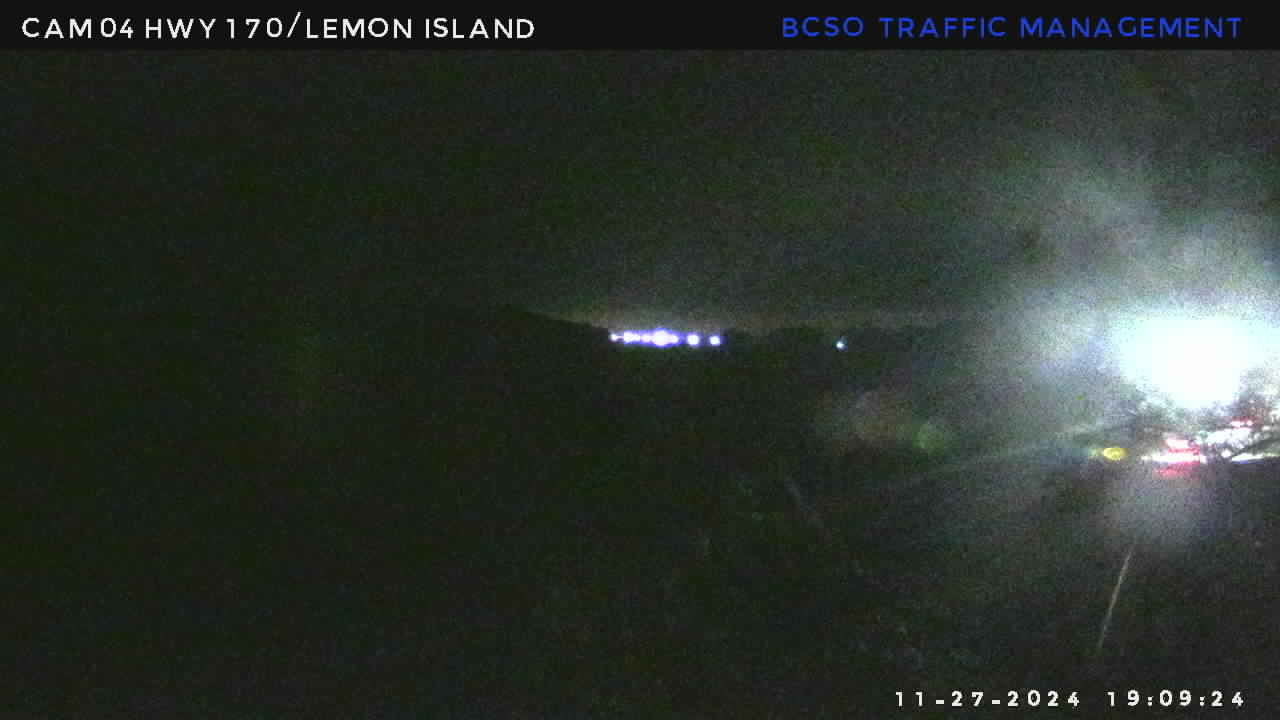 CAM04 HWY 170/LEMON ISLAND
BCSO TRAFFIC MANAGEMENT
11-27-2024 19:09:24